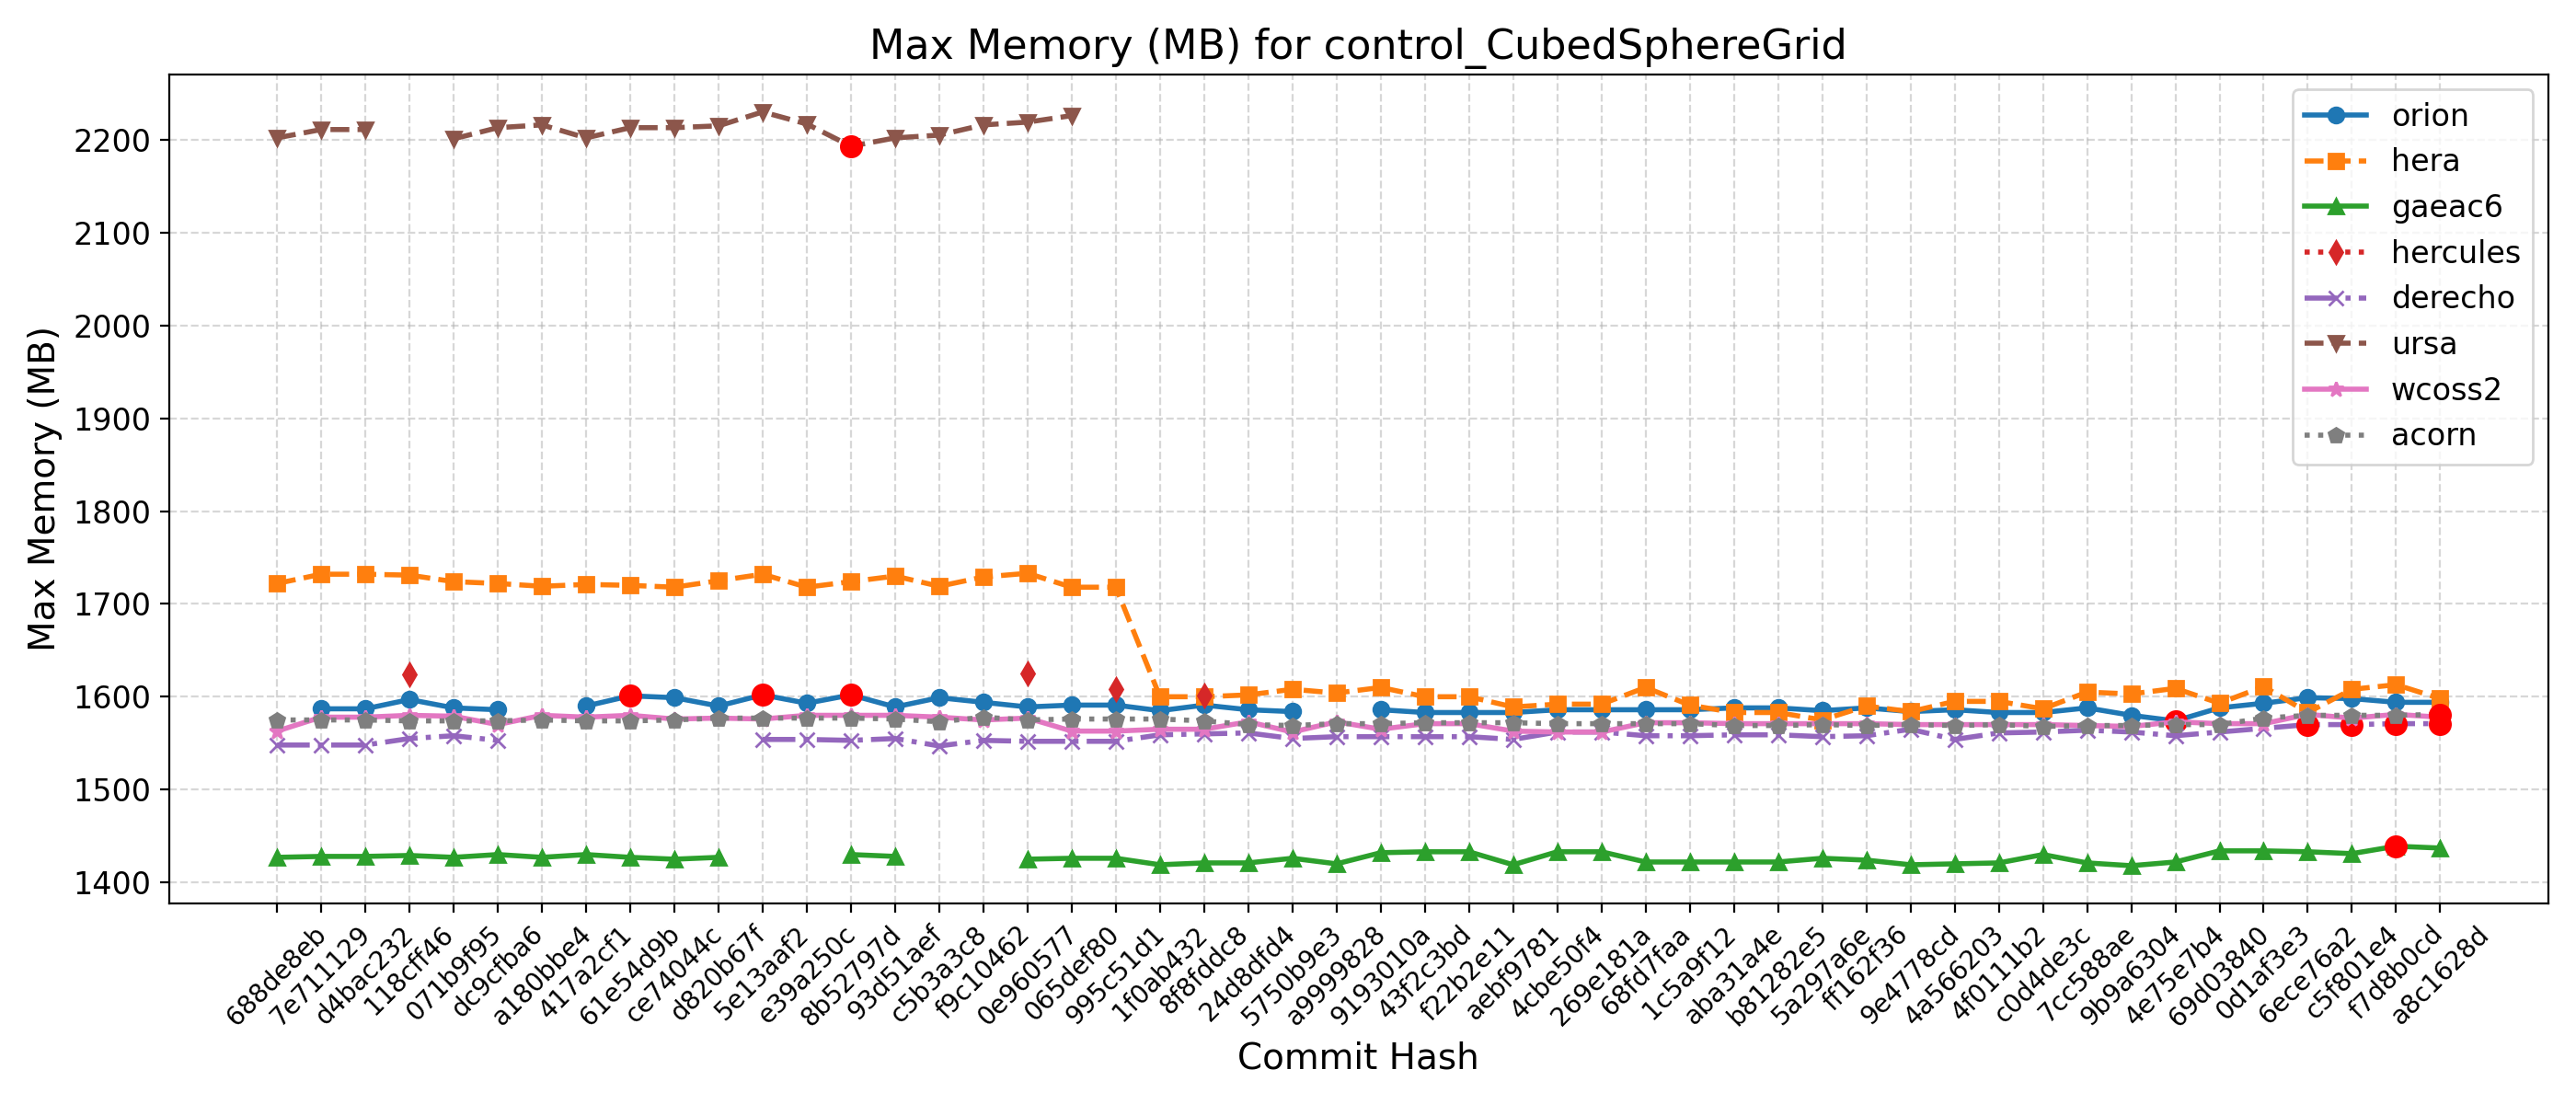 Max Memory (MB) for control_CubedSphereGrid
Max Memory (MB)
2200
2100
2000
1900
1800
1700
1600
1500
1400
orion
hera
gaeac6
hercules
derecho
ursa
wcoss2
acorn
688de8eb
7e711129
d4bac232
118cff46
071b9f95
dc9cfba6
a180bbe4
417a2cf1
61e54d9b
ce74044c
d820b67f
5e13aaf2
e39a250c
8b52797d
93d51aef
c5b3a3c8
f9c10462
0e960577
065def80
995c51d1
1f0ab432
8f8fddc8
24d8dfd4
5750b9e3
a9999828
9193010a
43f2c3bd
f22b2e11
aebf9781
4cbe50f4
269e181a
68fd7faa
1c5a9f12
aba31a4e
b81282e5
5a297a6e
ff162f36
9e4778cd
4a566203
4f0111b2
c0d4de3c
7cc588ae
9b9a6304
4e75e7b4
69d03840
0d1af3e3
6ece76a2
c5f801e4
f7d8b0cd
a8c1628d
Commit Hash